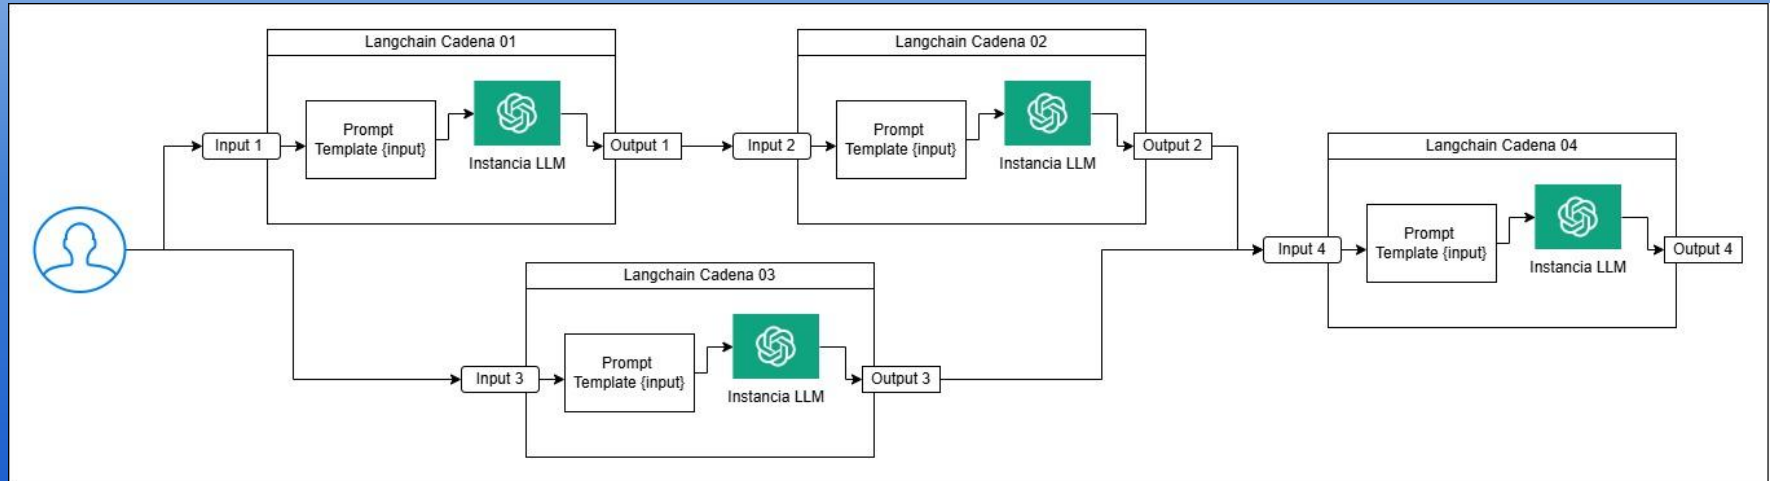 Langchain Cadena 01
Input 1
Prompt
Template {input}
Instancia LLM
Output 1
Langchain Cadena 02
Input 2
Prompt
Template {input}
Instancia LLM
Output 2
Langchain Cadena 03
Input 3
Prompt
Template {input}
Instancia LLM
Output 3
Langchain Cadena 04
Input 4
Prompt
Template {input}
Instancia LLM
Output 4